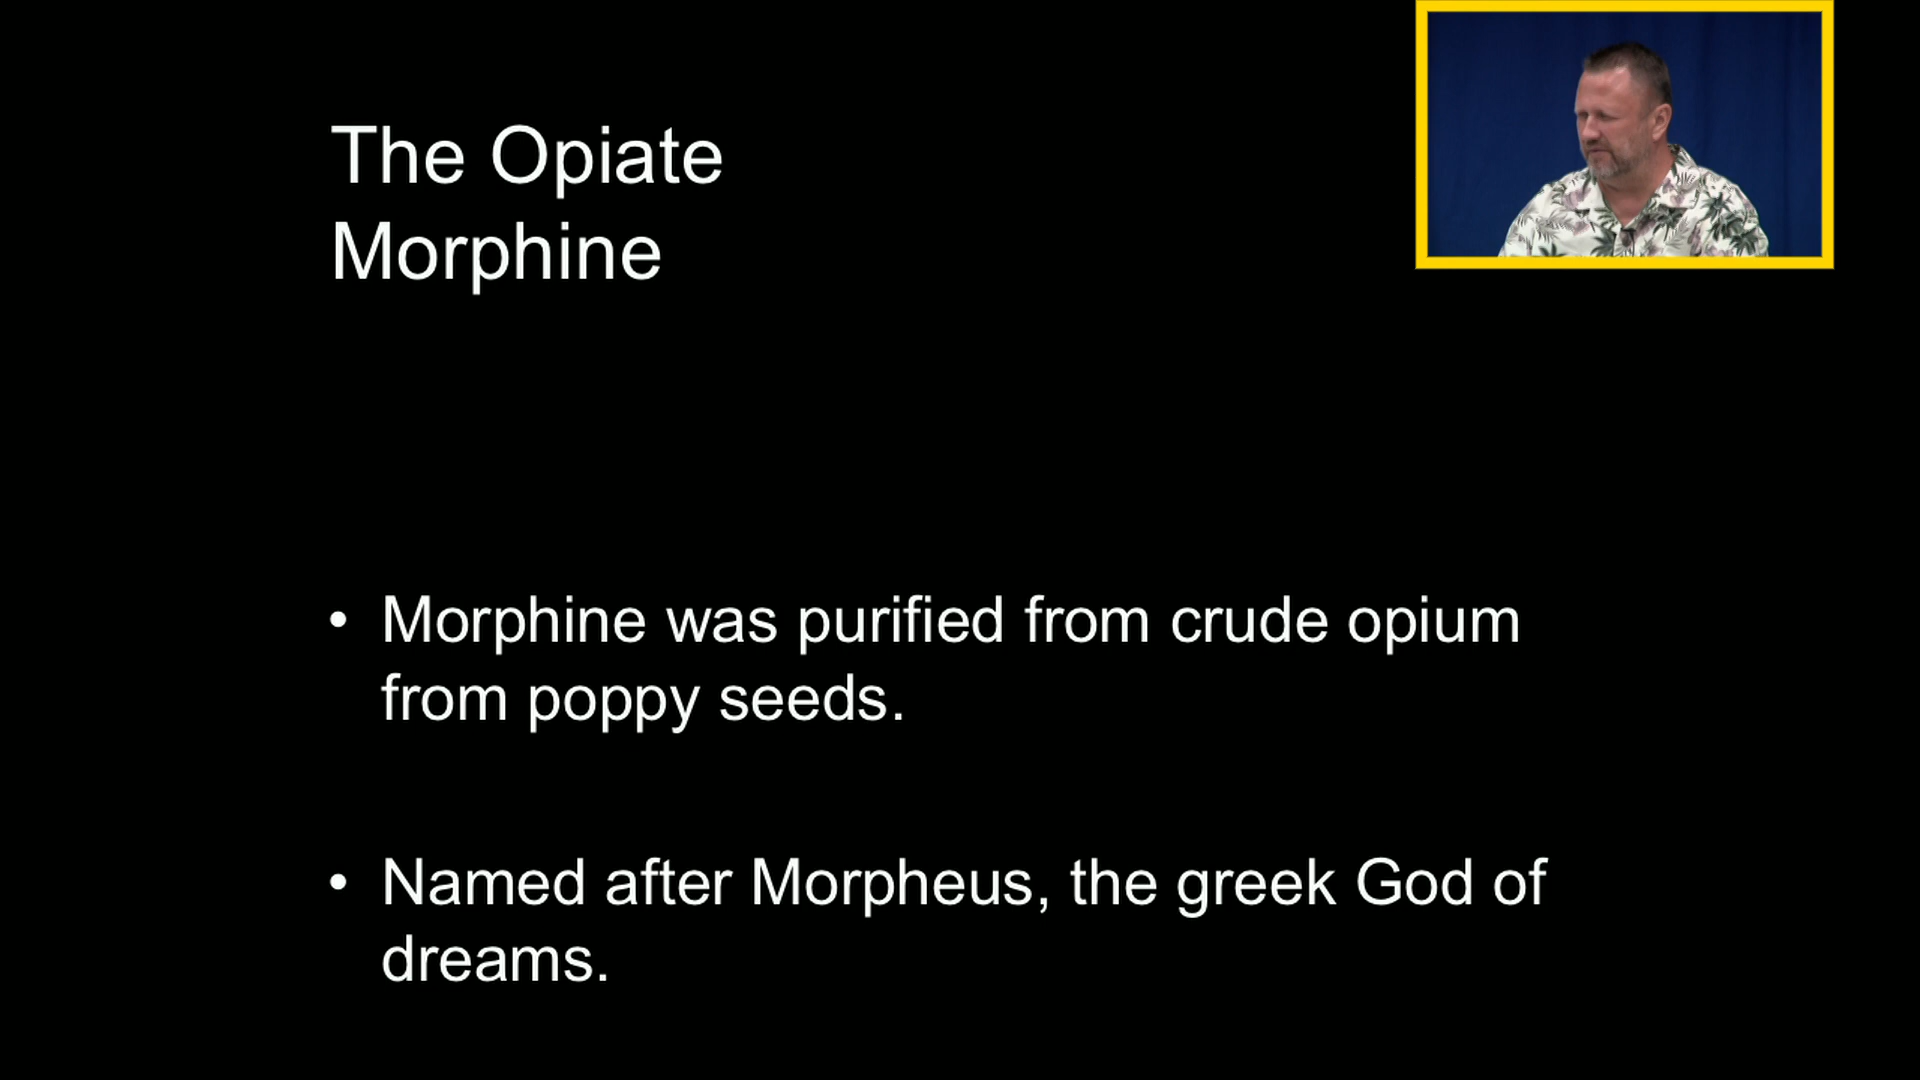 The Opiate
Morphine
• Morphine was purified from crude opium
from poppy seeds.
• Named after Morpheus, the greek God of
dreams.